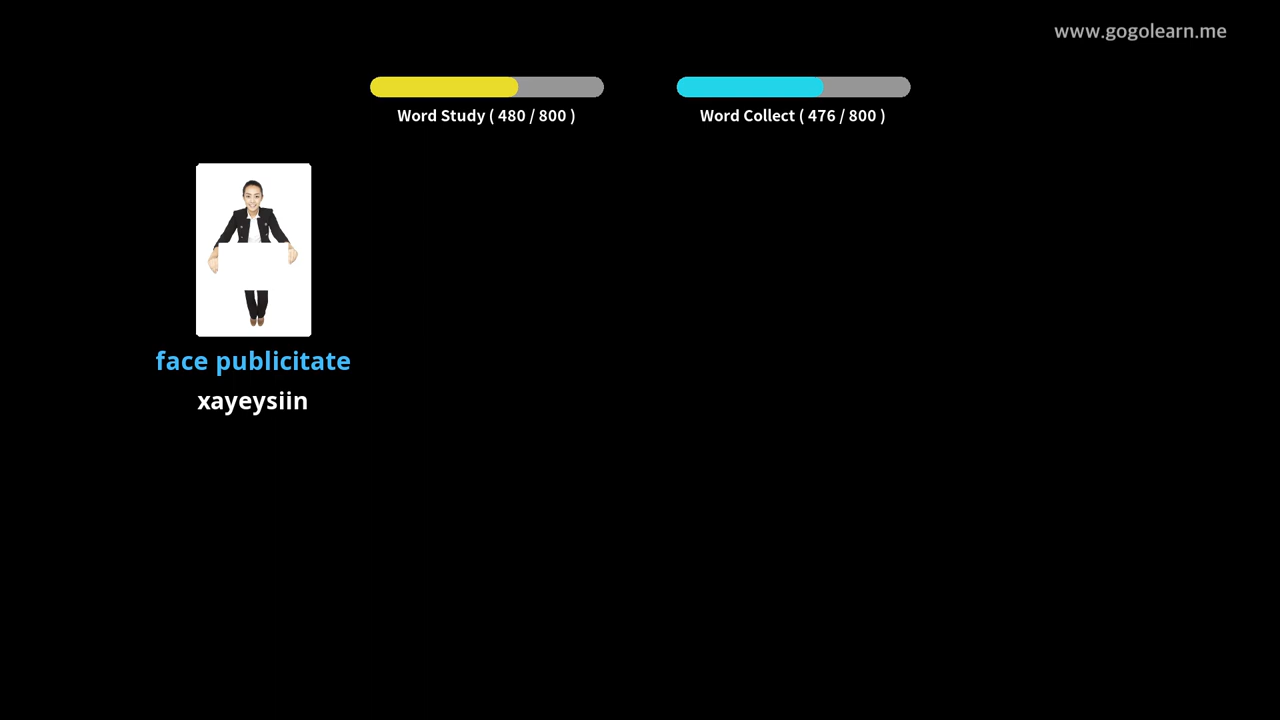 www.gogolearn.me
Word Study ( 480 / 800 )
Word Collect ( 476 / 800 )
face publicitate
xayeysiin